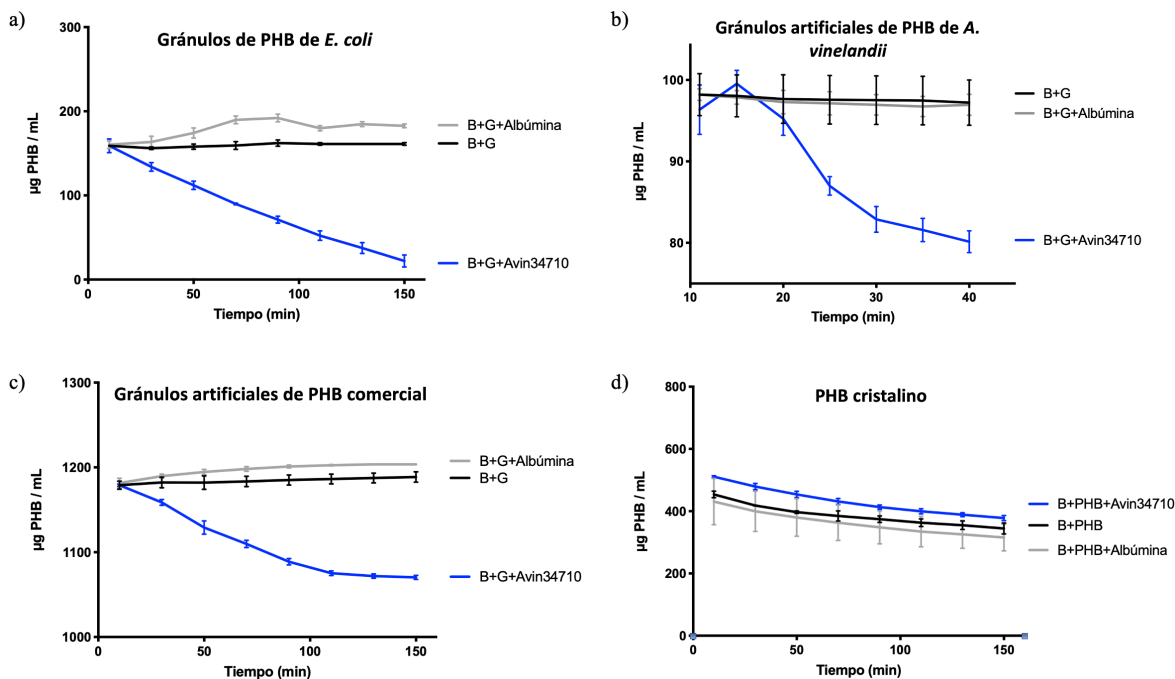 a)
Gránulos de PHB de E. coli
300
200
100
0
µg PHB / mL
0 50 100 150
Tiempo (min)
B+G+Albúmina
B+G
B+G+Avin34710
b)
Gránulos artificiales de PHB de A.
vinelandii
100
90
80
µg PHB / mL
10 20 30 40
Tiempo (min)
B+G
B+G+Albúmina
B+G+Avin34710
c)
Gránulos artificiales de PHB comercial
1300
1200
1100
1000
µg PHB / mL
0 50 100 150
Tiempo (min)
B+G+Albúmina
B+G
B+G+Avin34710
d)
PHB cristalino
800
600
400
200
0
µg PHB / mL
0 50 100 150
Tiempo (min)
B+PHB+Avin34710
B+PHB
B+PHB+Albúmina